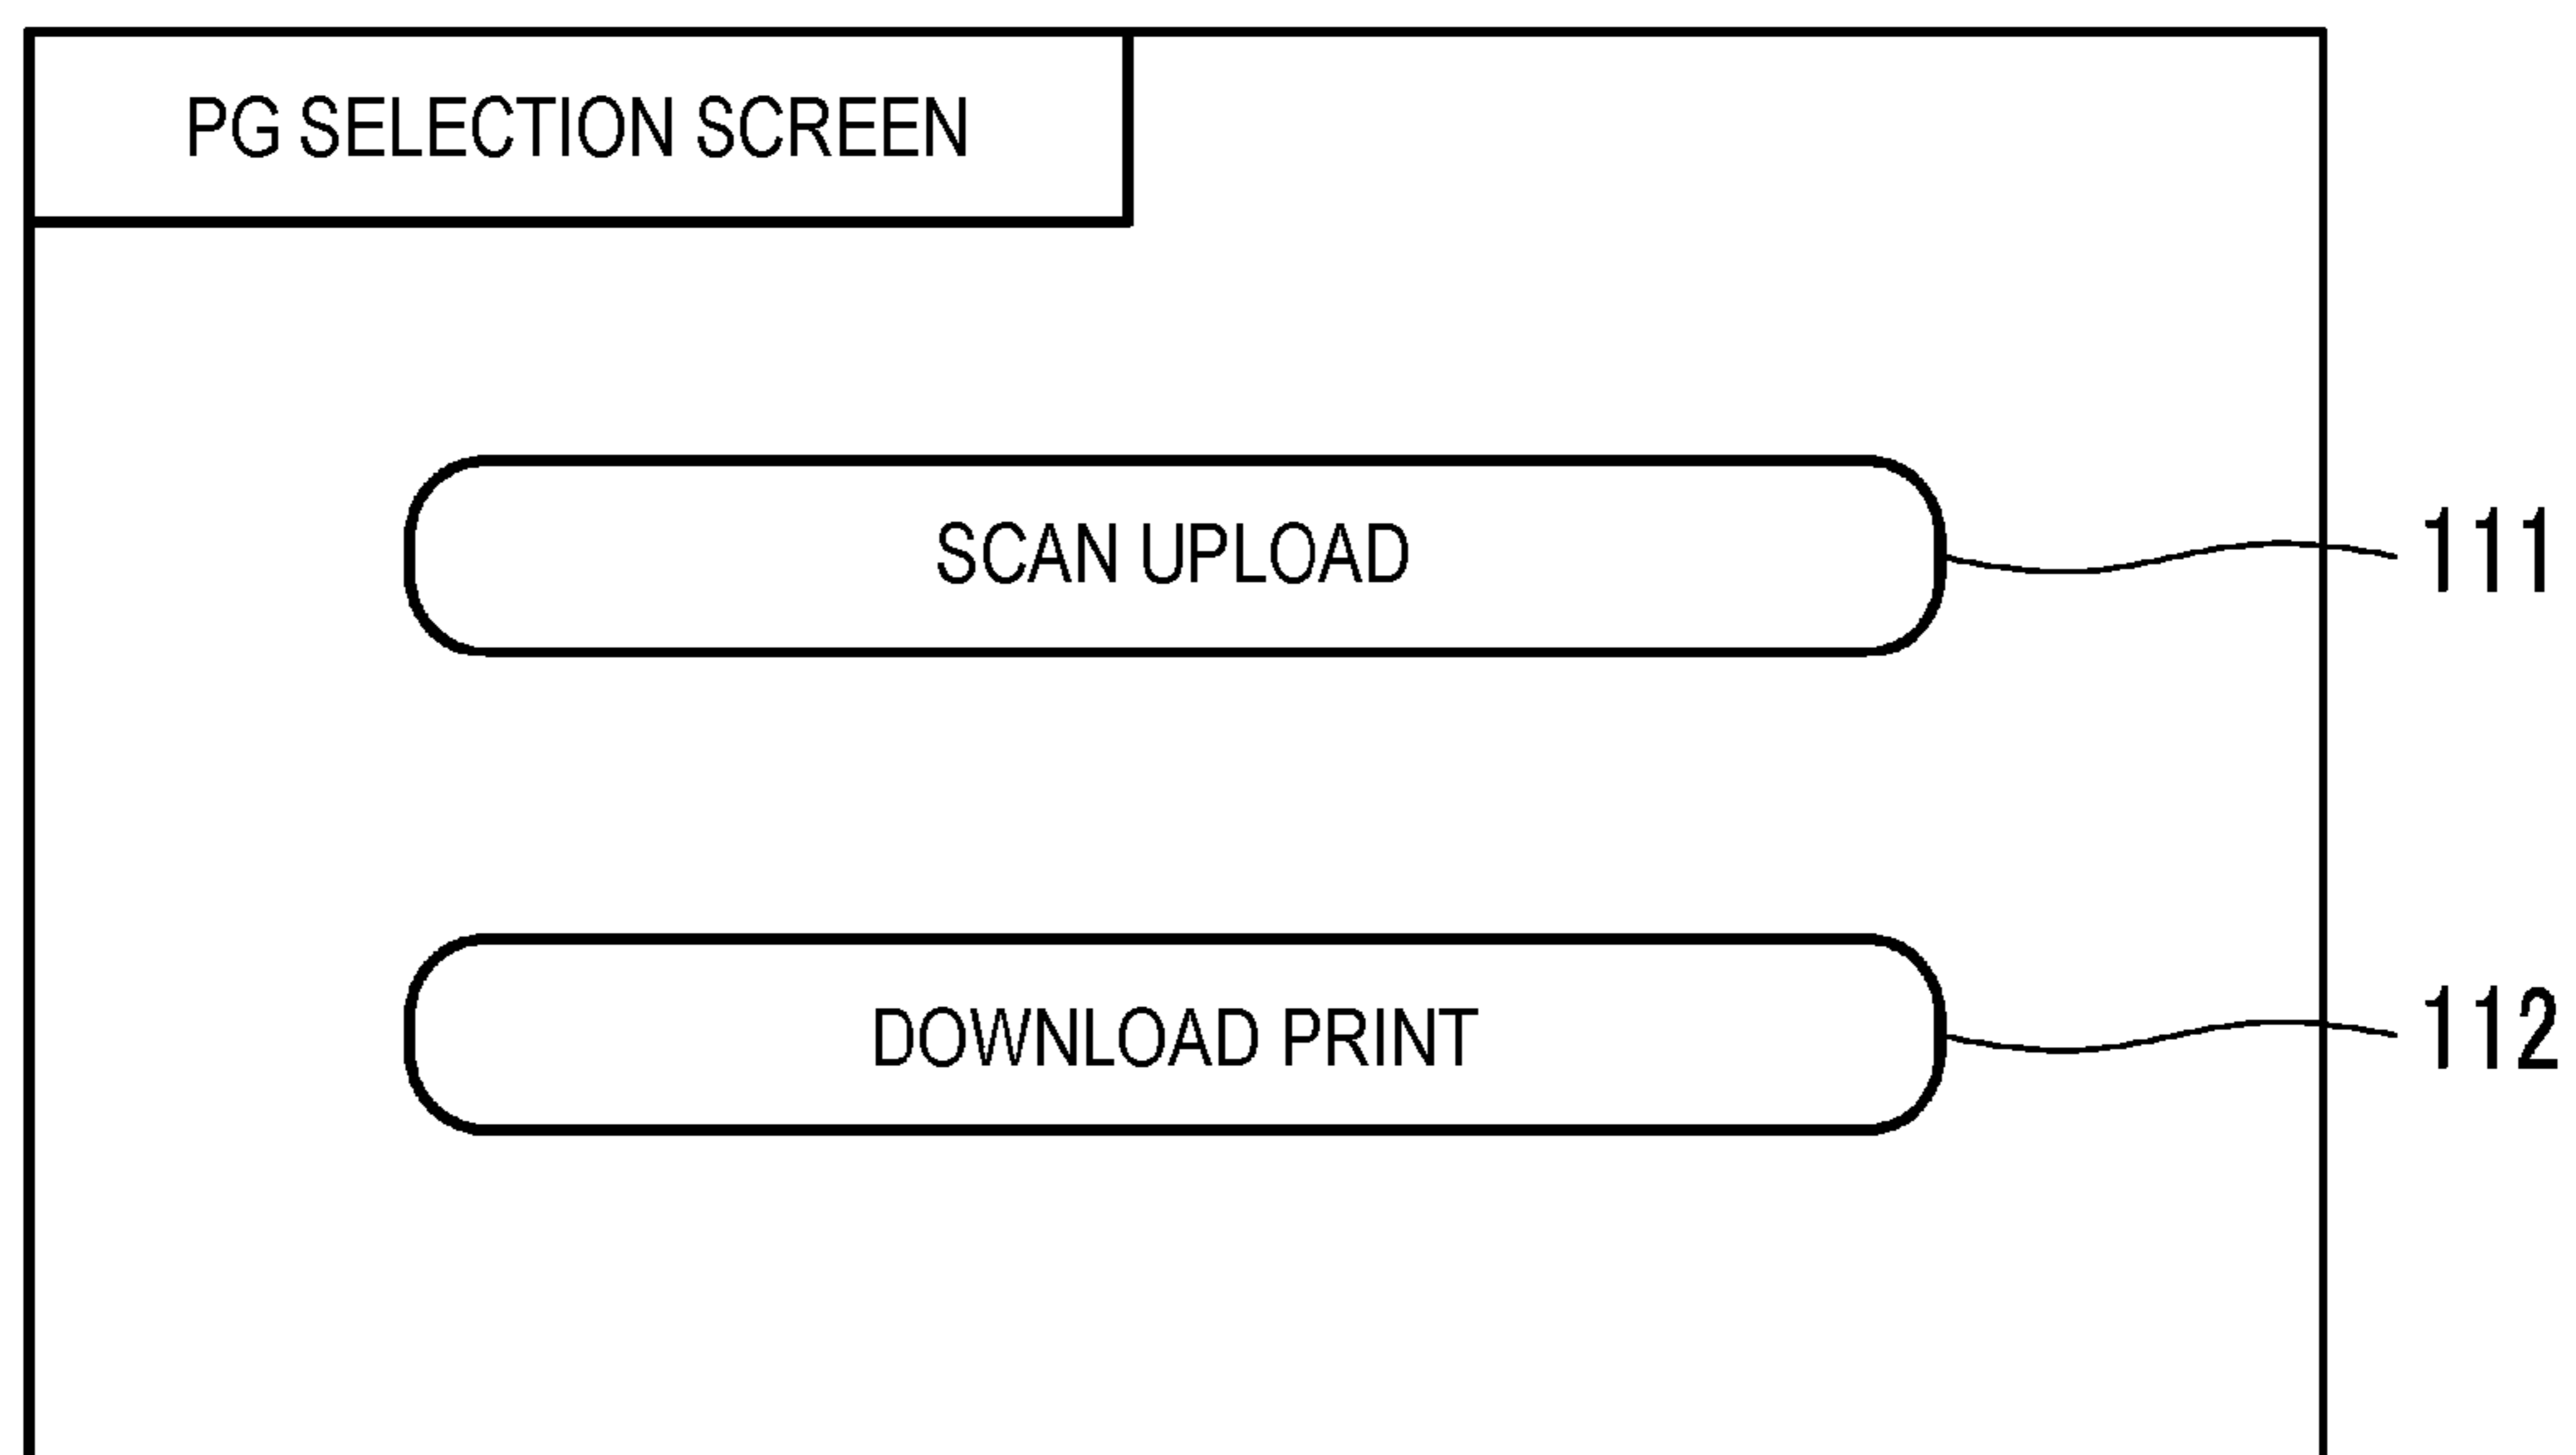 PG SELECTION SCREEN
SCAN UPLOAD
111
DOWNLOAD PRINT
112